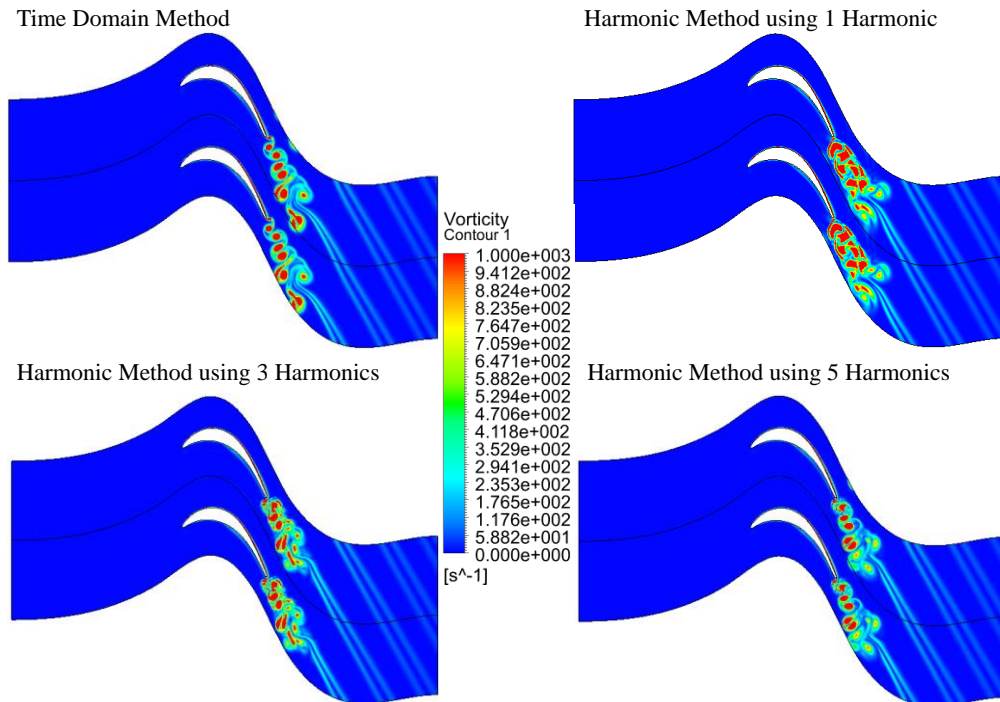 Time Domain Method
Harmonic Method using 1 Harmonic
Vorticity
Contour 1
1.000e+003
9.412e+002
8.824e+002
8.235e+002
7.647e+002
7.059e+002
6.471e+002
5.882e+002
5.294e+002
4.706e+002
4.118e+002
3.529e+002
2.941e+002
2.353e+002
1.765e+002
1.176e+002
5.882e+001
0.000e+000
[s^-1]
Harmonic Method using 3 Harmonics
Harmonic Method using 5 Harmonics